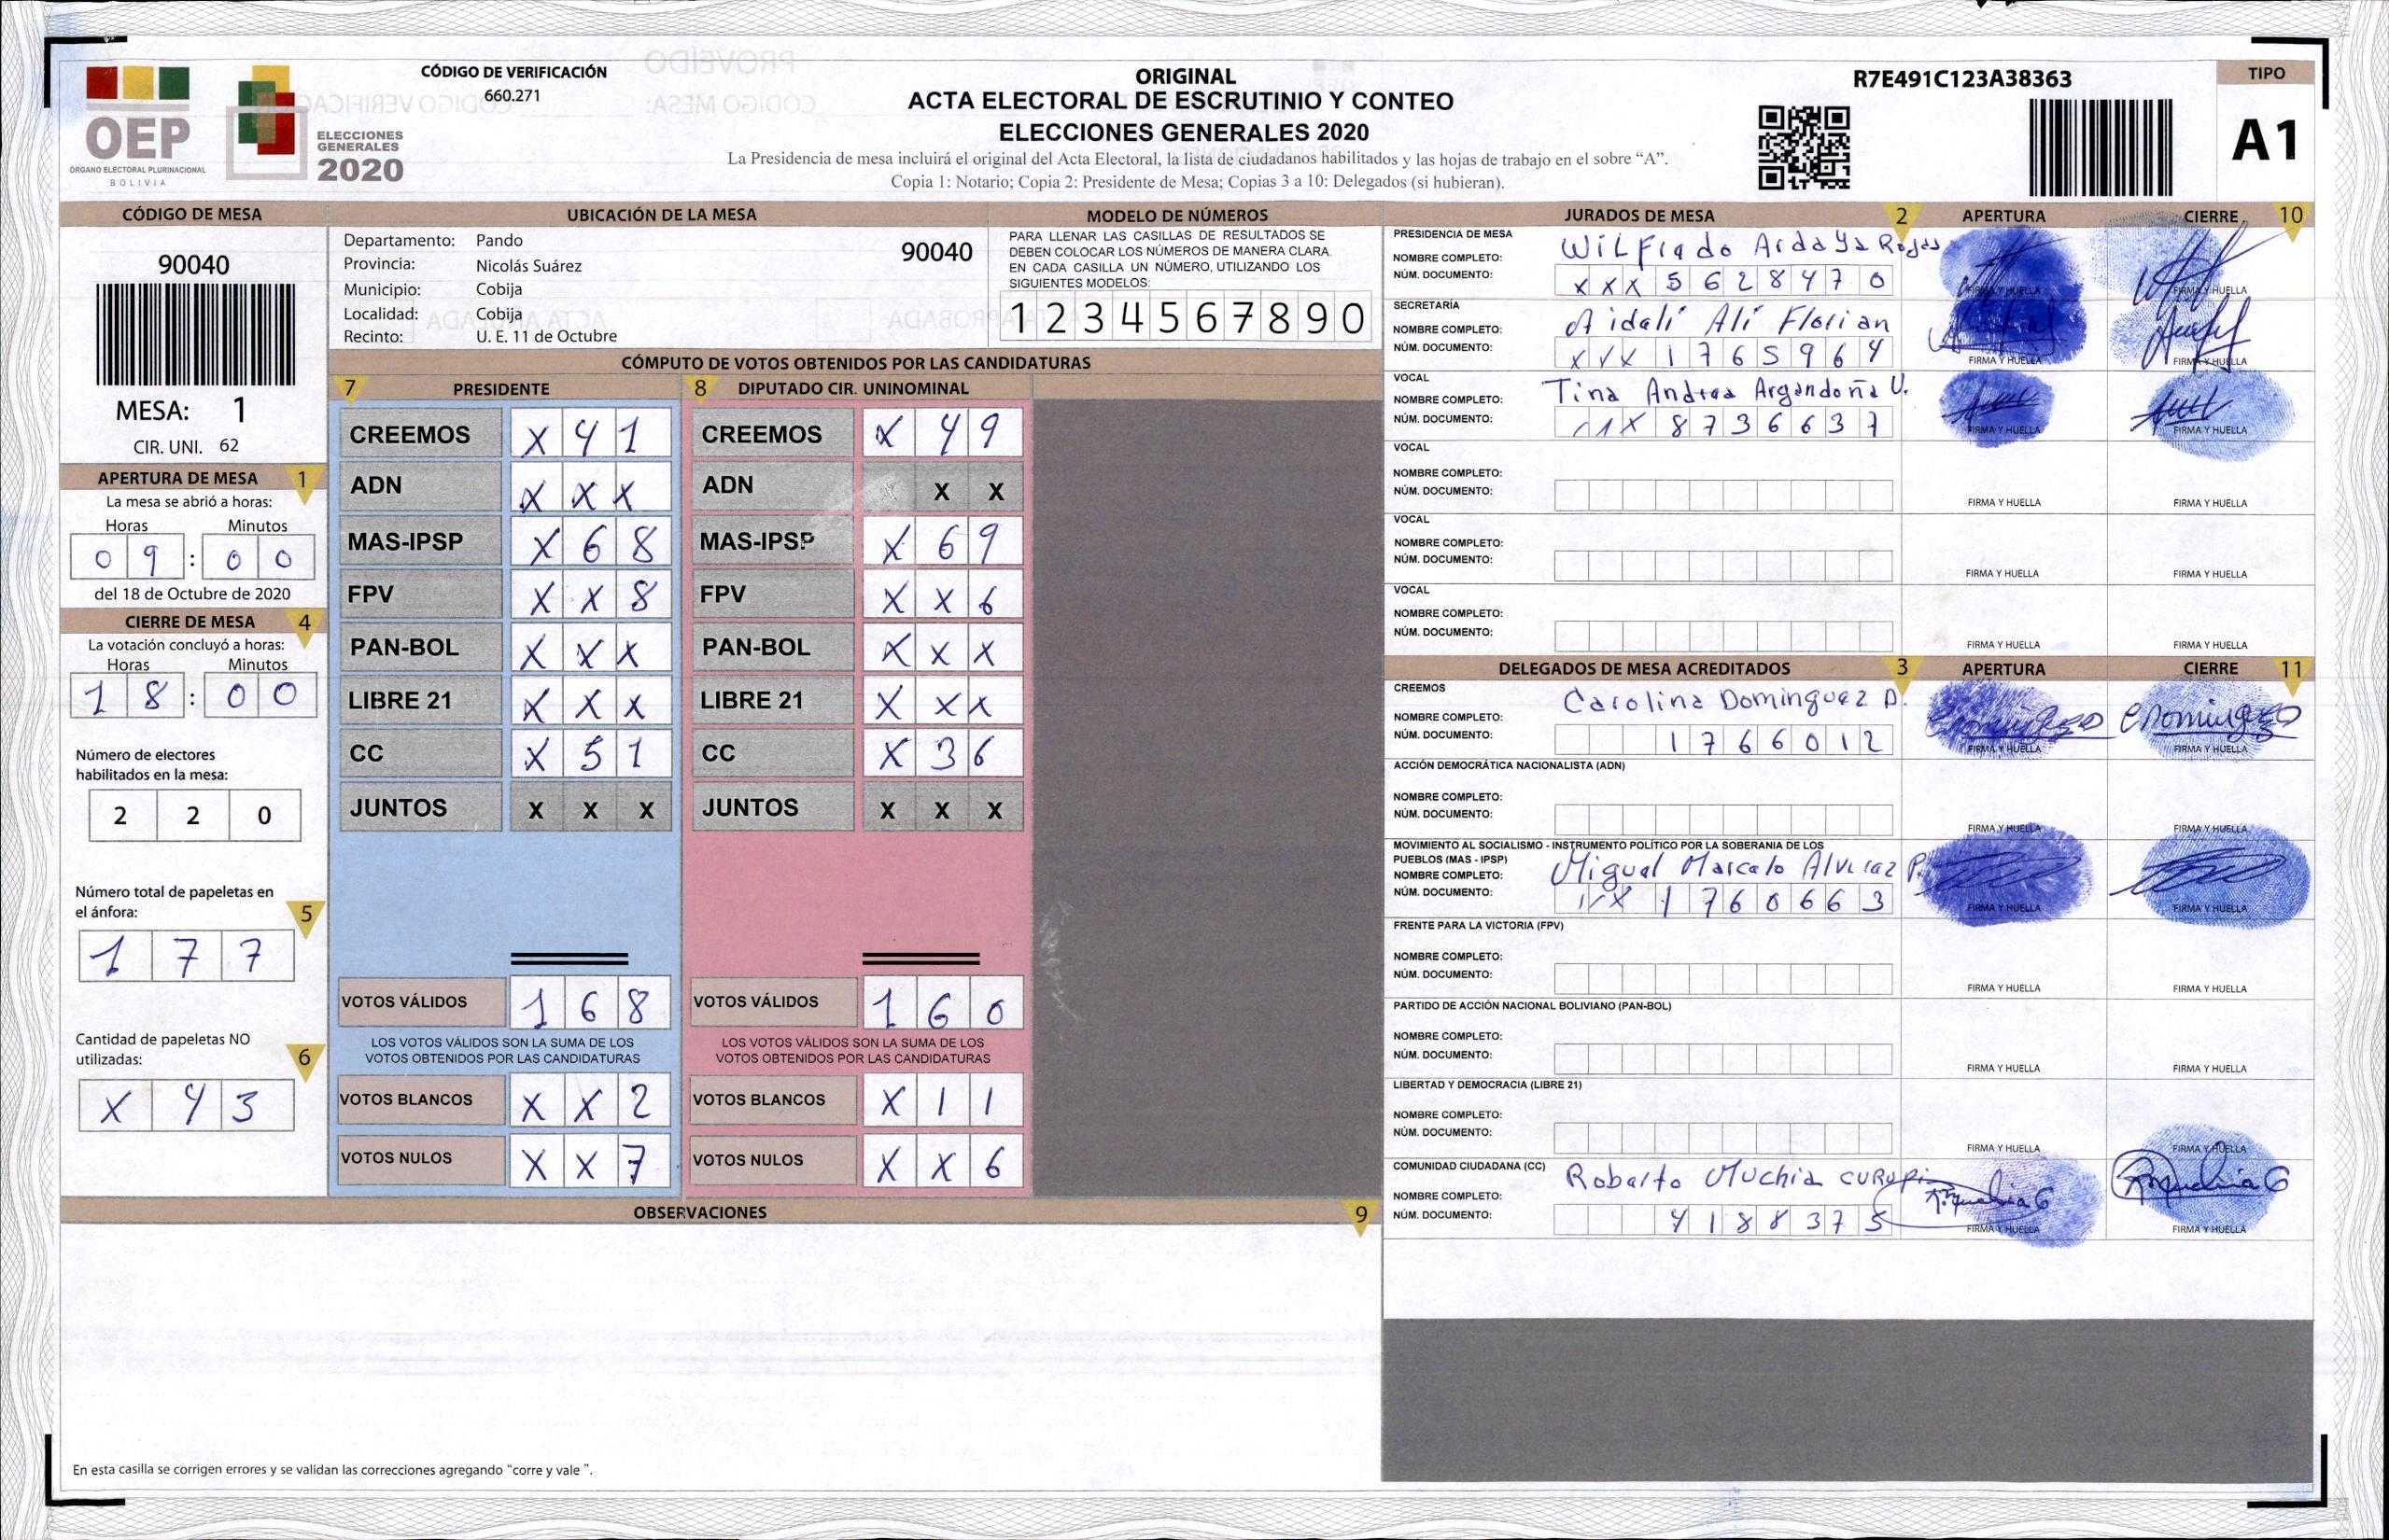 OEP
ÓRGANO ELECTORAL PLURINACIONAL
BOLIVIA
ELECCIONES
GENERALES
2020
CÓDIGO DE VERIFICACIÓN
660.271
ORIGINAL
ACTA ELECTORAL DE ESCRUTINIO Y CONTEO
ELECCIONES GENERALES 2020
La Presidencia de mesa incluirá el original del Acta Electoral, la lista de ciudadanos habilitados y las hojas de trabajo en el sobre “A”.
Copia 1: Notario; Copia 2: Presidente de Mesa; Copias 3 a 10: Delegados (si hubieran).
R7E491C123A38363
TIPO
A1
CÓDIGO DE MESA
90040
MESA: 1
CIR. UNI. 62
APERTURA DE MESA 1
La mesa se abrió a horas:
Horas Minutos
0 9 : 0 0
del 18 de Octubre de 2020
CIERRE DE MESA 4
La votación concluyó a horas:
Horas Minutos
1 8 : 0 0
Número de electores
habilitados en la mesa:
2 2 0
Número total de papeletas en
el ánfora: 5
1 7 7
Cantidad de papeletas NO
utilizadas: 6
X 4 3
UBICACIÓN DE LA MESA
Departamento: Pando 90040
Provincia: Nicolás Suárez
Municipio: Cobija
Localidad: Cobija
Recinto: U. E. 11 de Octubre
MODELO DE NÚMEROS
PARA LLENAR LAS CASILLAS DE RESULTADOS SE
DEBEN COLOCAR LOS NÚMEROS DE MANERA CLARA.
EN CADA CASILLA UN NÚMERO, UTILIZANDO LOS
SIGUIENTES MODELOS:
1 2 3 4 5 6 7 8 9 0
CÓMPUTO DE VOTOS OBTENIDOS POR LAS CANDIDATURAS
7 PRESIDENTE
CREEMOS X 4 1
ADN X X X
MAS-IPSP X 6 8
FPV X X 8
PAN-BOL X X X
LIBRE 21 X X X
CC X 5 1
JUNTOS X X X
VOTOS VÁLIDOS 1 6 8
LOS VOTOS VÁLIDOS SON LA SUMA DE LOS
VOTOS OBTENIDOS POR LAS CANDIDATURAS
VOTOS BLANCOS X X 2
VOTOS NULOS X X 7
8 DIPUTADO CIR. UNINOMINAL
CREEMOS X 4 9
ADN X X X
MAS-IPSP X 6 9
FPV X X 6
PAN-BOL X X X
LIBRE 21 X X X
CC X 3 6
JUNTOS X X X
VOTOS VÁLIDOS 1 6 0
LOS VOTOS VÁLIDOS SON LA SUMA DE LOS
VOTOS OBTENIDOS POR LAS CANDIDATURAS
VOTOS BLANCOS X 1 1
VOTOS NULOS X X 6
OBSERVACIONES 9
En esta casilla se corrigen errores y se validan las correcciones agregando “corre y vale ”.
JURADOS DE MESA 2 APERTURA CIERRE 10
PRESIDENCIA DE MESA
NOMBRE COMPLETO: Wilfrado Ardaya Rojas
NÚM. DOCUMENTO: X X X 5 6 2 8 4 7 0
FIRMA Y HUELLA FIRMA Y HUELLA
SECRETARÍA
NOMBRE COMPLETO: Aidali Ali Florian
NÚM. DOCUMENTO: X X X 1 7 6 5 9 6 4
FIRMA Y HUELLA FIRMA Y HUELLA
VOCAL
NOMBRE COMPLETO: Tina Andrea Argandoña U.
NÚM. DOCUMENTO: X 8 7 3 6 6 3 7
FIRMA Y HUELLA FIRMA Y HUELLA
VOCAL
NOMBRE COMPLETO:
NÚM. DOCUMENTO:
FIRMA Y HUELLA FIRMA Y HUELLA
VOCAL
NOMBRE COMPLETO:
NÚM. DOCUMENTO:
FIRMA Y HUELLA FIRMA Y HUELLA
VOCAL
NOMBRE COMPLETO:
NÚM. DOCUMENTO:
FIRMA Y HUELLA FIRMA Y HUELLA
DELEGADOS DE MESA ACREDITADOS 3 APERTURA CIERRE 11
CREEMOS
NOMBRE COMPLETO: Carolina Dominguez D.
NÚM. DOCUMENTO: 1 7 6 6 0 1 2
FIRMA Y HUELLA FIRMA Y HUELLA
ACCIÓN DEMOCRÁTICA NACIONALISTA (ADN)
NOMBRE COMPLETO:
NÚM. DOCUMENTO:
FIRMA Y HUELLA FIRMA Y HUELLA
MOVIMIENTO AL SOCIALISMO - INSTRUMENTO POLÍTICO POR LA SOBERANIA DE LOS
PUEBLOS (MAS - IPSP)
NOMBRE COMPLETO: Miguel Marcelo Alvarez P.
NÚM. DOCUMENTO: X 1 7 6 0 6 6 3
FIRMA Y HUELLA FIRMA Y HUELLA
FRENTE PARA LA VICTORIA (FPV)
NOMBRE COMPLETO:
NÚM. DOCUMENTO:
FIRMA Y HUELLA FIRMA Y HUELLA
PARTIDO DE ACCIÓN NACIONAL BOLIVIANO (PAN-BOL)
NOMBRE COMPLETO:
NÚM. DOCUMENTO:
FIRMA Y HUELLA FIRMA Y HUELLA
LIBERTAD Y DEMOCRACIA (LIBRE 21)
NOMBRE COMPLETO:
NÚM. DOCUMENTO:
FIRMA Y HUELLA FIRMA Y HUELLA
COMUNIDAD CIUDADANA (CC)
NOMBRE COMPLETO: Roberto Muchia
NÚM. DOCUMENTO: 4 1 8 8 3 7 5
FIRMA Y HUELLA FIRMA Y HUELLA